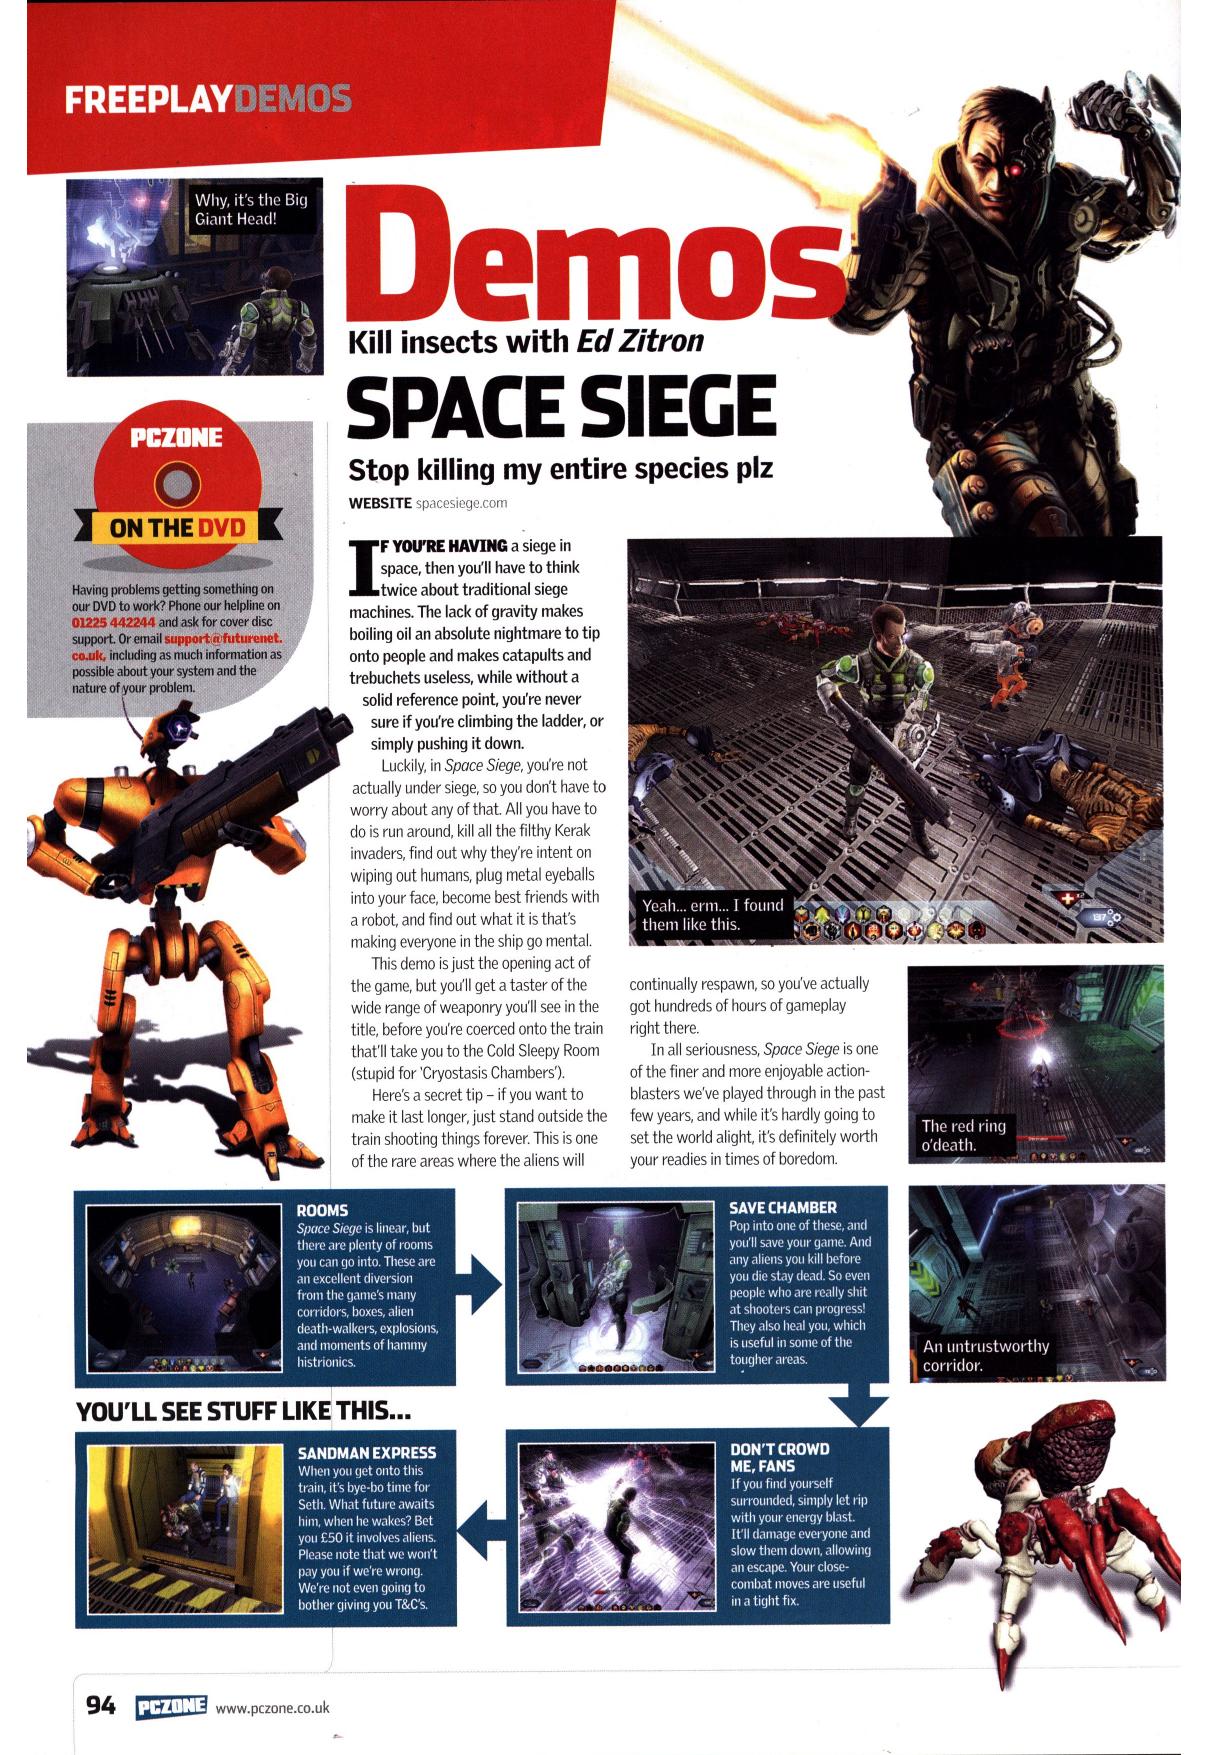 FREEPLAYDEMOS
Why, it's the Big
Giant Head!
Demos
Kill insects with Ed Zitron
SPACE SIEGE
Stop killing my entire species plz
WEBSITE spacesiege.com
PCZONE
ON THE DVD
Having problems getting something on
our DVD to work? Phone our helpline on
01225 442244 and ask for cover disc
support. Or email support@futurenet.
co.uk, including as much information as
possible about your system and the
nature of your problem.
IF YOU'RE HAVING a siege in
space, then you'll have to think
twice about traditional siege
machines. The lack of gravity makes
boiling oil an absolute nightmare to tip
onto people and makes catapults and
trebuchets useless, while without a
solid reference point, you're never
sure if you're climbing the ladder, or
simply pushing it down.
Luckily, in Space Siege, you're not
actually under siege, so you don't have to
worry about any of that. All you have to
do is run around, kill all the filthy Kerak
invaders, find out why they're intent on
wiping out humans, plug metal eyeballs
into your face, become best friends with
a robot, and find out what it is that's
making everyone in the ship go mental.
This demo is just the opening act of
the game, but you'll get a taster of the
wide range of weaponry you'll see in the
title, before you're coerced onto the train
that'll take you to the Cold Sleepy Room
(stupid for 'Cryostasis Chambers').
Here's a secret tip – if you want to
make it last longer, just stand outside the
train shooting things forever. This is one
of the rare areas where the aliens will
Yeah... erm... I found
them like this.
137
continually respawn, so you've actually
got hundreds of hours of gameplay
right there.
In all seriousness, Space Siege is one
of the finer and more enjoyable action-
blasters we've played through in the past
few years, and while it's hardly going to
set the world alight, it's definitely worth
your readies in times of boredom.
The red ring
o'death.
An untrustworthy
corridor.
ROOMS
Space Siege is linear, but
there are plenty of rooms
you can go into. These are
an excellent diversion
from the game's many
corridors, boxes, alien
death-walkers, explosions,
and moments of hammy
histrionics.
SAVE CHAMBER
Pop into one of these, and
you'll save your game. And
any aliens you kill before
you die stay dead. So even
people who are really shit
at shooters can progress!
They also heal you, which
is useful in some of the
tougher areas.
YOU'LL SEE STUFF LIKE THIS...
SANDMAN EXPRESS
When you get onto this
train, it's bye-bo time for
Seth. What future awaits
him, when he wakes? Bet
you £50 it involves aliens.
Please note that we won't
pay you if we're wrong.
We're not even going to
bother giving you T&C's.
DON'T CROWD
ME, FANS
If you find yourself
surrounded, simply let rip
with your energy blast.
It'll damage everyone and
slow them down, allowing
an escape. Your close-
combat moves are useful
in a tight fix.
94 PCZONE www.pczone.co.uk